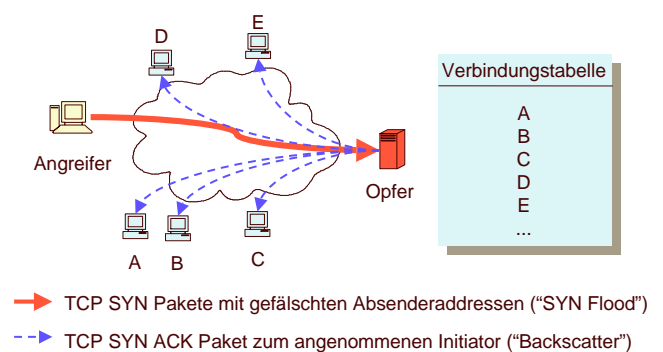 D
E
Angreifer
Opfer
A
B
C
Verbindungstabelle
A
B
C
D
E
...
TCP SYN Pakete mit gefälschten Absenderaddressen (“SYN Flood”)
TCP SYN ACK Paket zum angenommenen Initiator (“Backscatter”)